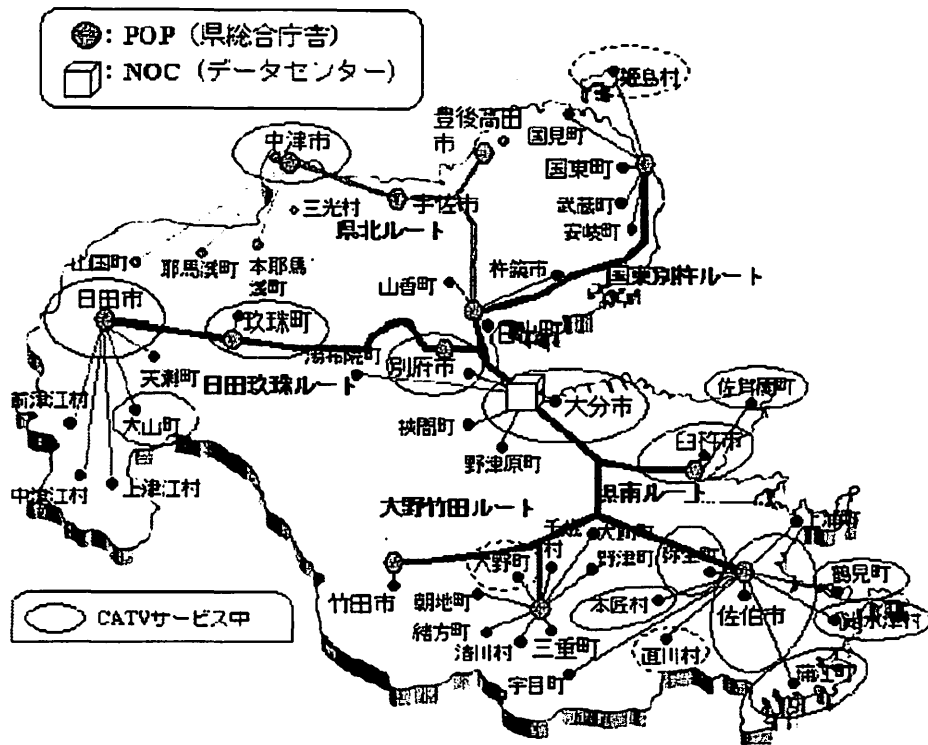 : POP (県総合庁舎)
: NOC (データセンター)
姫島村
豊後高田
市
国見町
中津市
国東町
宇佐市
武蔵町
三光村
県北ルート
安岐町
山国町
耶馬渓町
本耶馬
渓町
杵築市
国東別杵ルート
山香町
日田市
玖珠町
日出町
湯布院町
別府市
天瀬町
日田玖珠ルート
大分市
佐賀関町
前津江村
大山町
挾間町
臼杵市
野津原町
中津江村
上津江村
大野竹田ルート
県南ルート
千歳
村
上浦町
大野町
野津町
弥生町
鶴見町
竹田市
朝地町
本匠村
佐伯市
米水津村
緒方町
清川村
三重町
直川村
蒲江町
宇目町
CATVサービス中